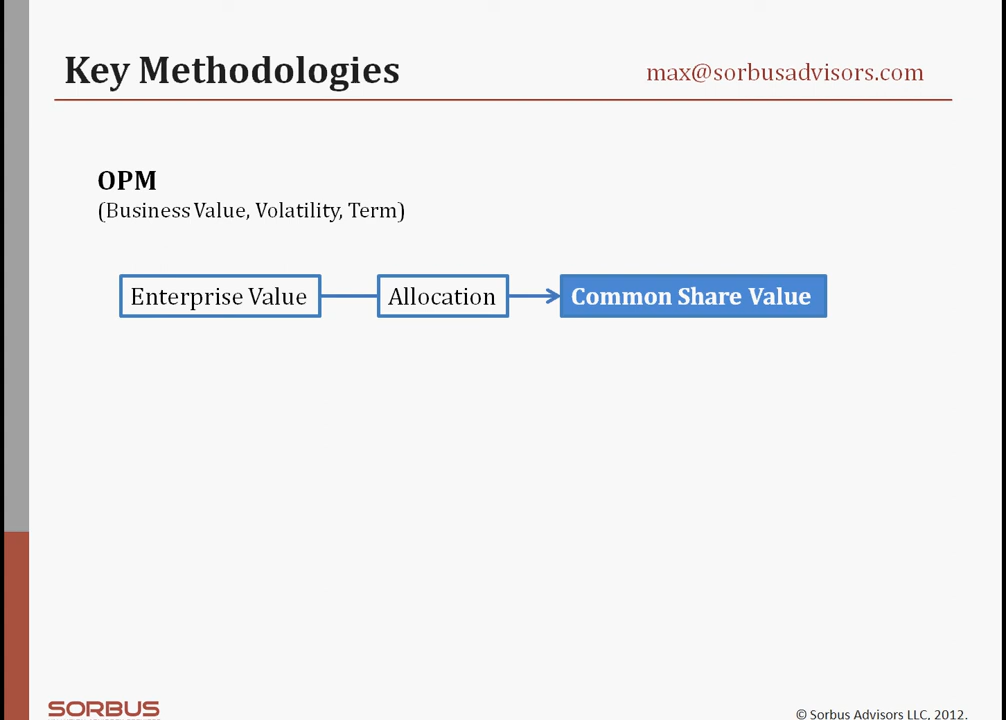 Key Methodologies
max@sorbusadvisors.com
OPM
(Business Value, Volatility, Term)
Enterprise Value
Allocation
Common Share Value
SORBUS
© Sorbus Advisors LLC, 2012.